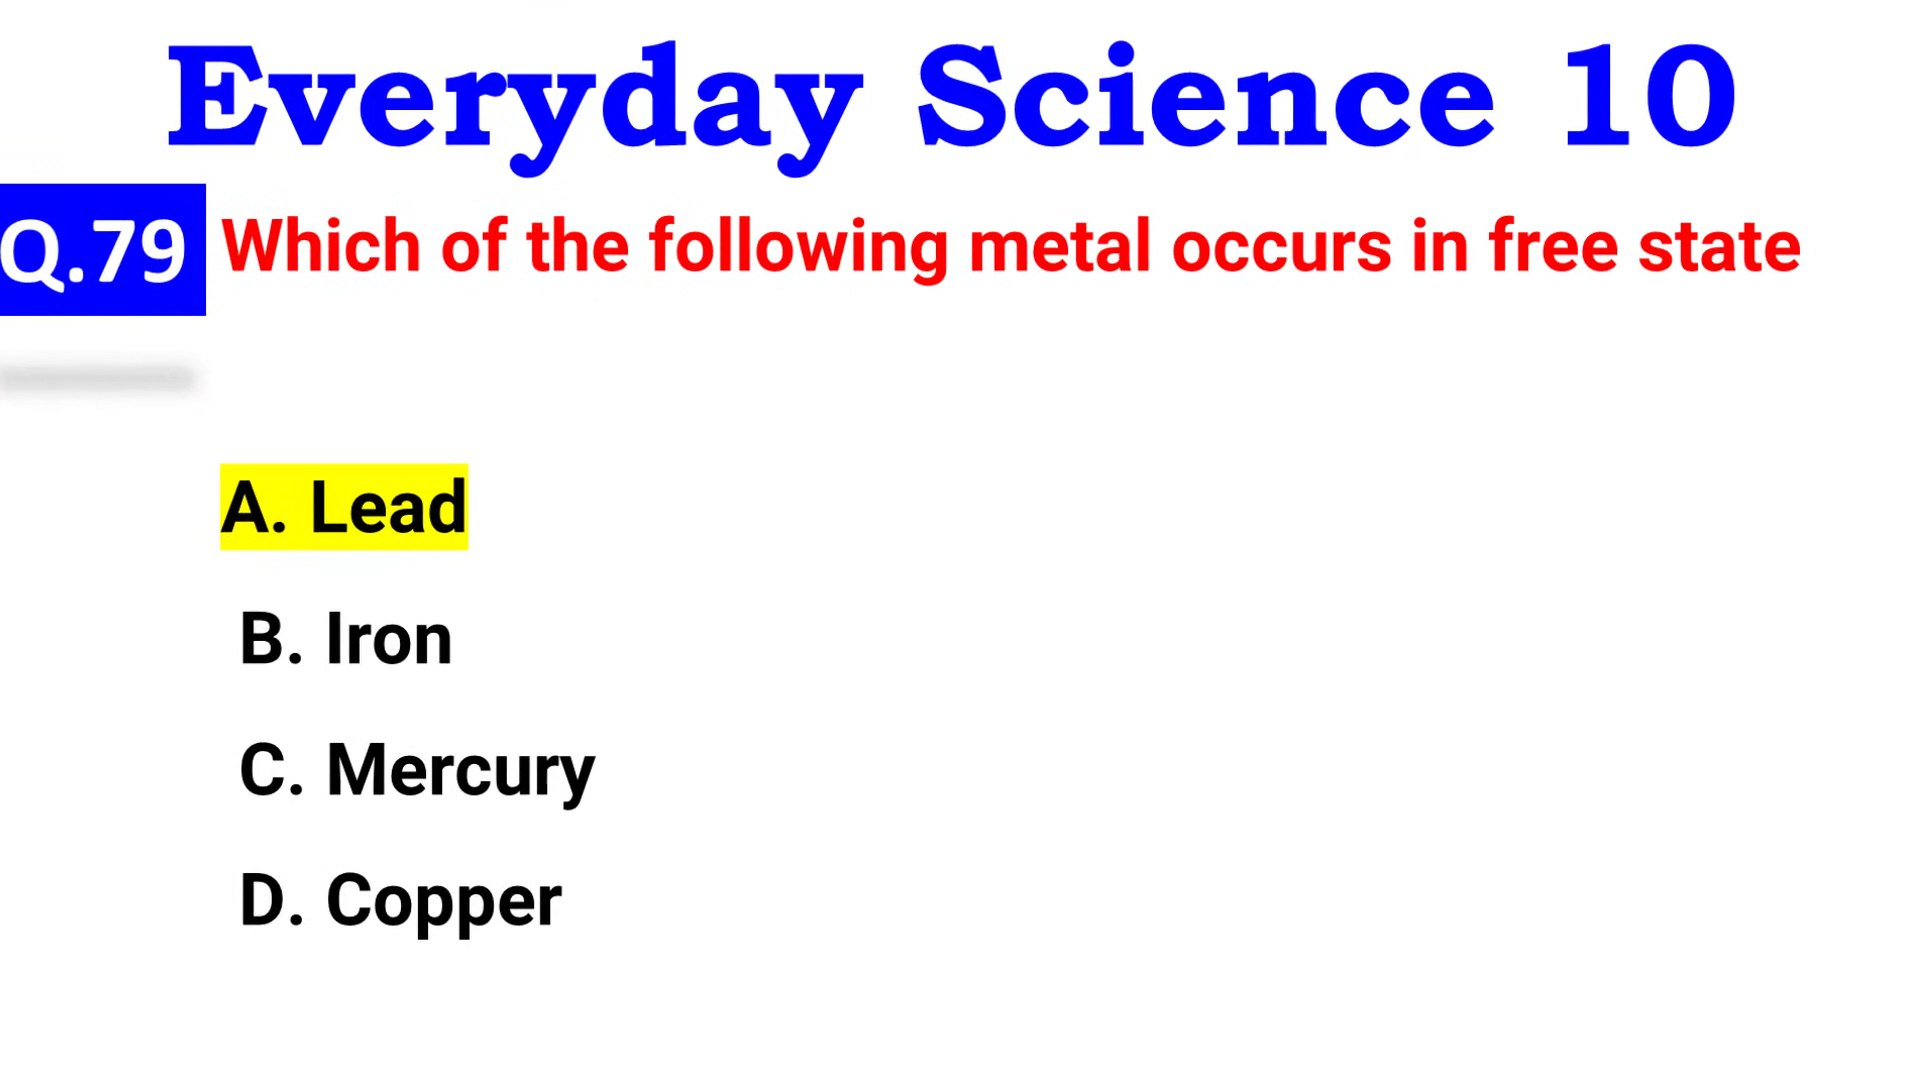 Everyday Science 10
Q.79 Which of the following metal occurs in free state
A. Lead
B. Iron
C. Mercury
D. Copper